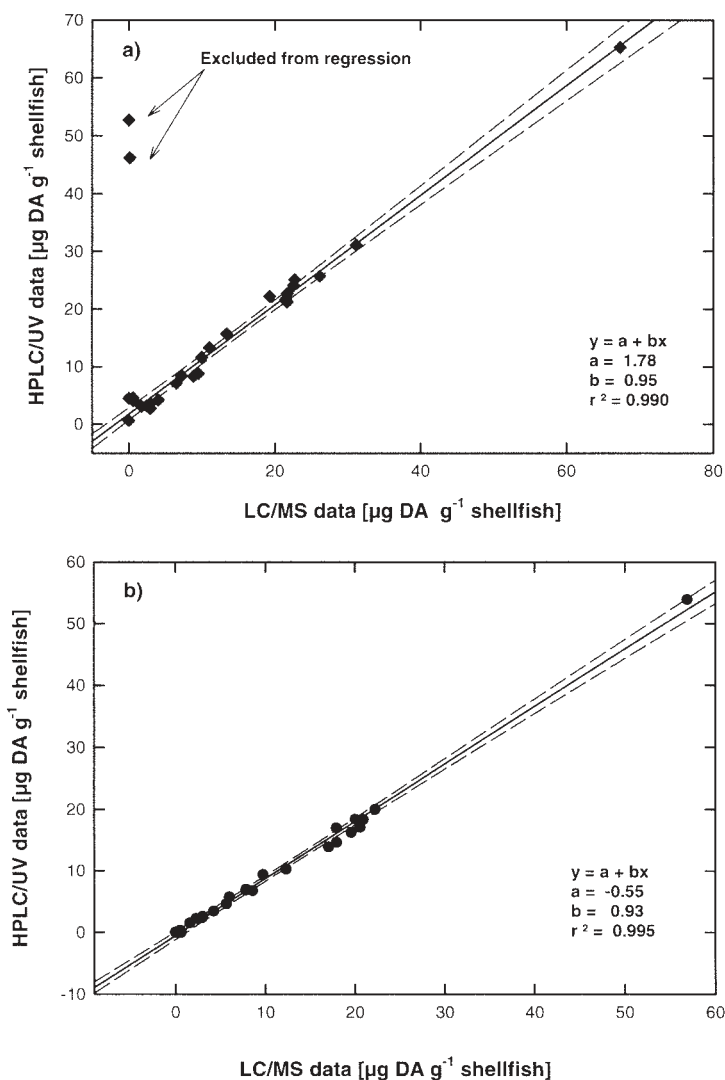 a)
Excluded from regression
70
60
50
40
30
20
10
0
HPLC/UV data [µg DA g-1 shellfish]
y = a + bx
a = 1.78
b = 0.95
r 2 = 0.990
0 20 40 60 80
LC/MS data [µg DA g-1 shellfish]
b)
60
50
40
30
20
10
0
-10
HPLC/UV data [µg DA g-1 shellfish]
y = a + bx
a = -0.55
b = 0.93
r 2 = 0.995
0 10 20 30 40 50 60
LC/MS data [µg DA g-1 shellfish]